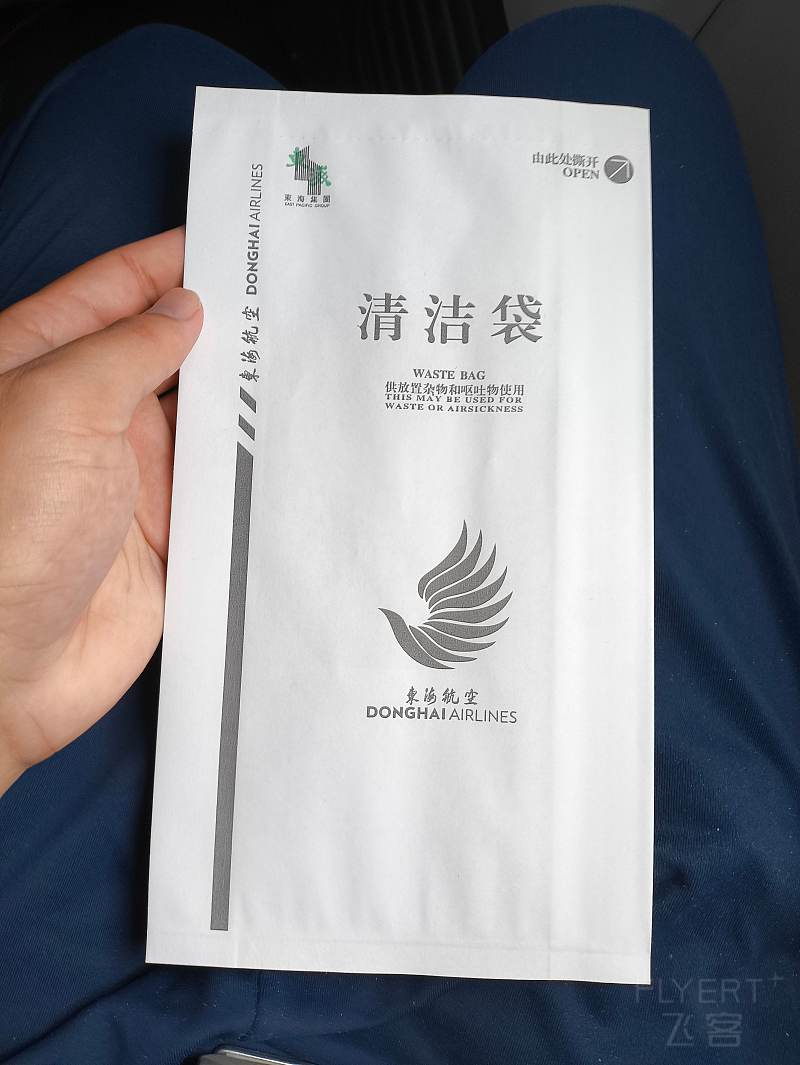 東海
東海集團
EAST PACIFIC GROUP
由此处撕开
OPEN
東海航空 DONGHAI AIRLINES
清洁袋
WASTE BAG
供放置杂物和呕吐物使用
THIS MAY BE USED FOR
WASTE OR AIRSICKNESS
東海航空
DONGHAI AIRLINES
FLYERT+
飞客